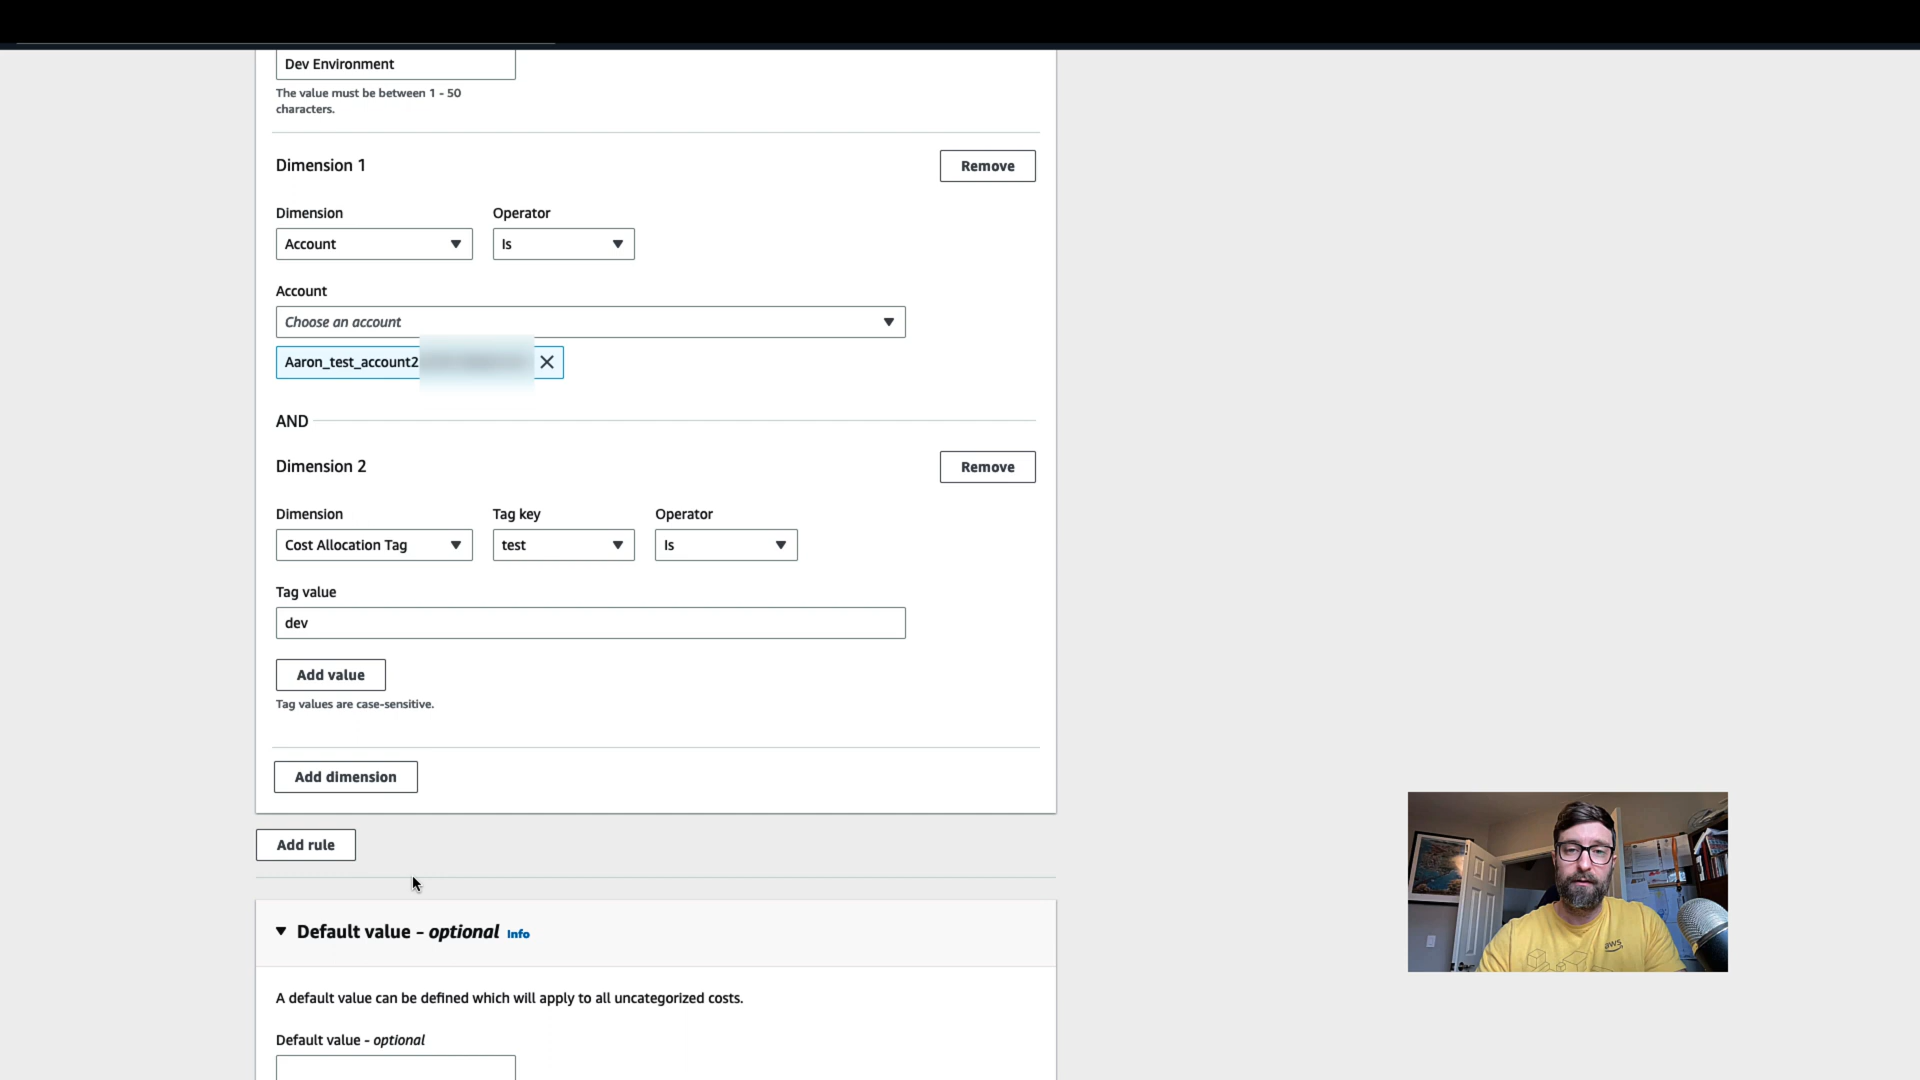 Dev Environment
The value must be between 1 - 50
characters.
Dimension 1
Remove
Dimension
Operator
Account
Is
Account
Choose an account
Aaron_test_account2
AND
Dimension 2
Remove
Dimension
Tag key
Operator
Cost Allocation Tag
test
Is
Tag value
dev
Add value
Tag values are case-sensitive.
Add dimension
Add rule
Default value - optional Info
A default value can be defined which will apply to all uncategorized costs.
Default value - optional
aws